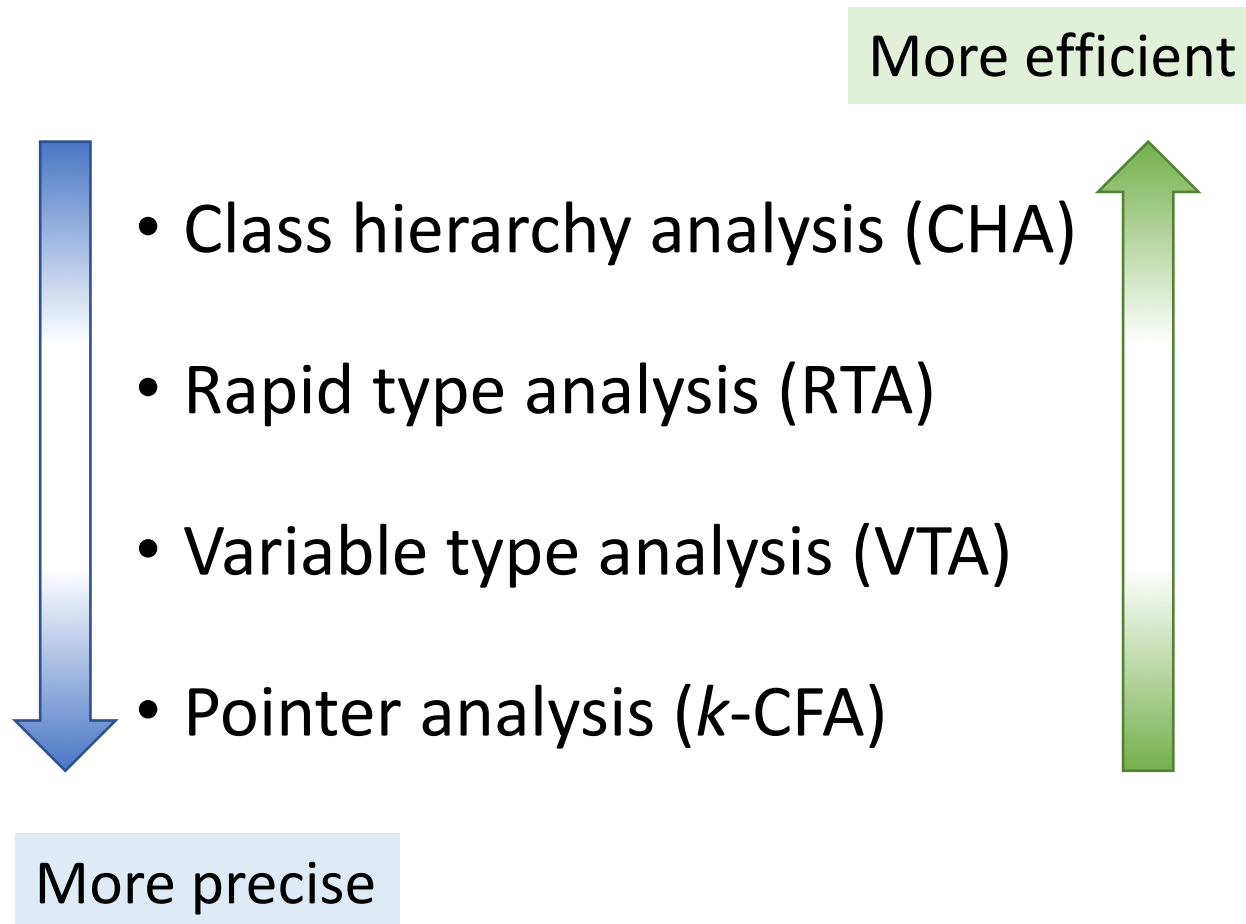 More efficient
• Class hierarchy analysis (CHA)
• Rapid type analysis (RTA)
• Variable type analysis (VTA)
• Pointer analysis (k-CFA)
More precise